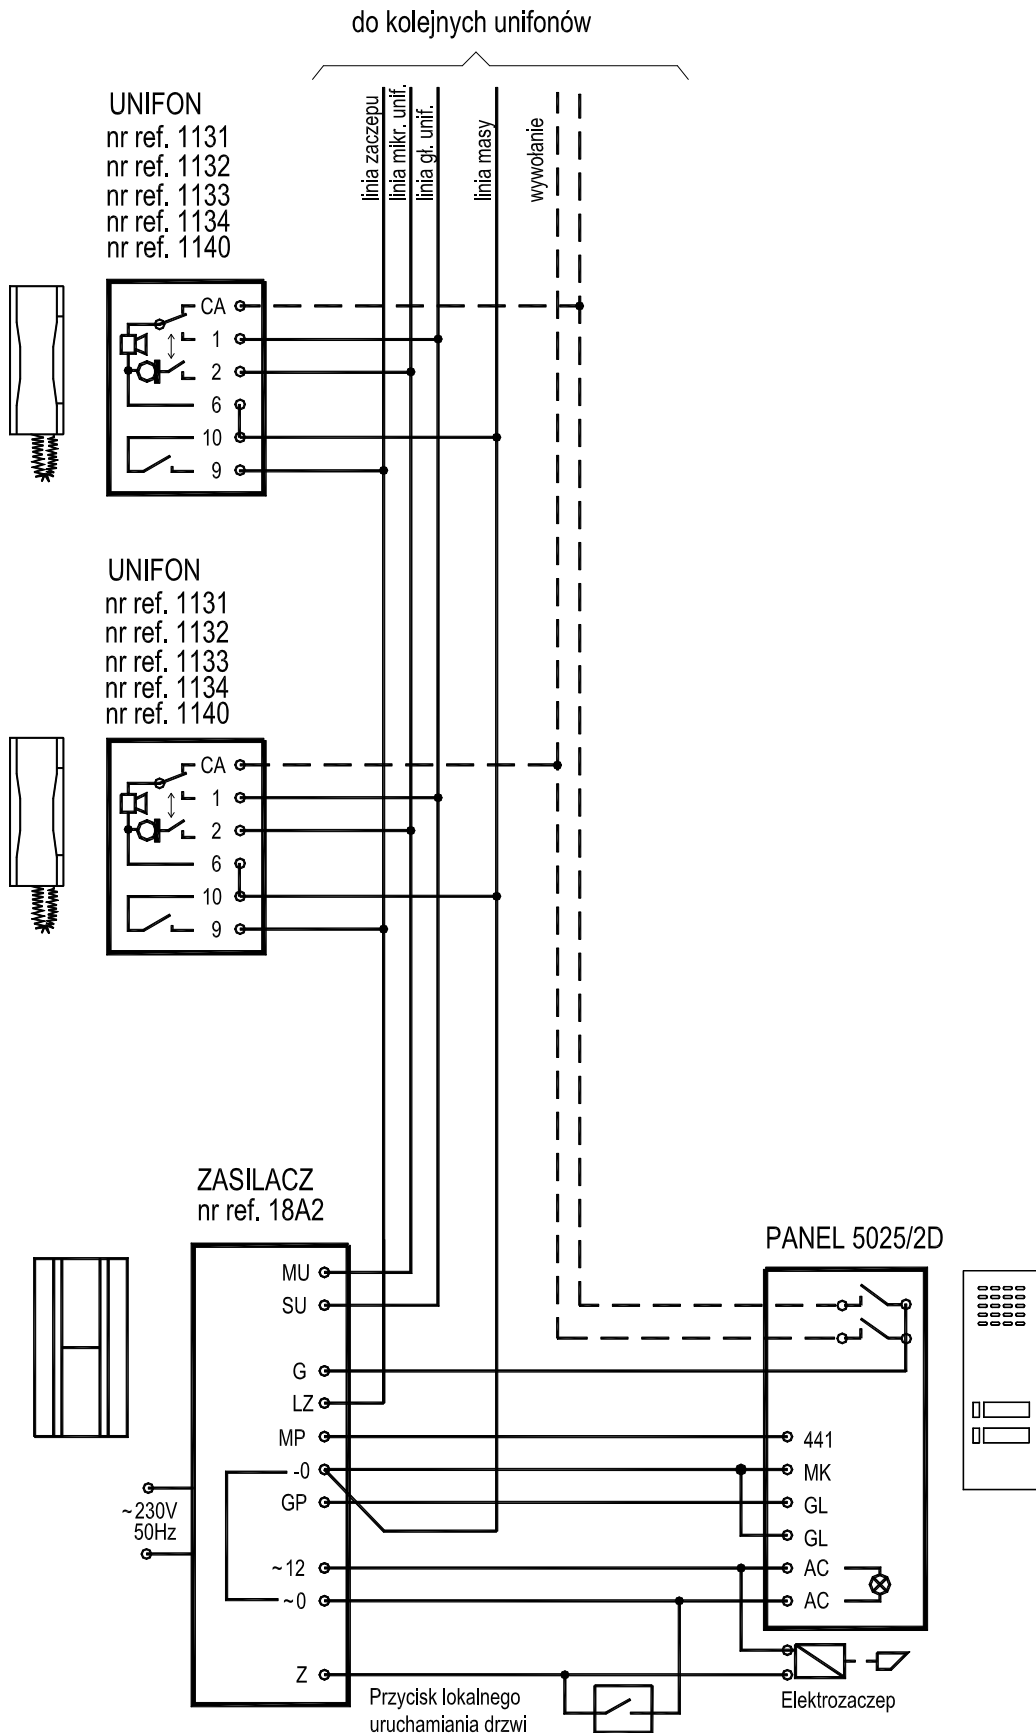 do kolejnych unifonów
linia zaczepu
linia mikr. unif.
linia gł. unif.
linia masy
wywołanie
UNIFON
nr ref. 1131
nr ref. 1132
nr ref. 1133
nr ref. 1134
nr ref. 1140
CA
1
2
6
10
9
UNIFON
nr ref. 1131
nr ref. 1132
nr ref. 1133
nr ref. 1134
nr ref. 1140
CA
1
2
6
10
9
ZASILACZ
nr ref. 18A2
MU
SU
G
LZ
MP
-0
GP
~12
~0
Z
~230V
50Hz
PANEL 5025/2D
441
MK
GL
GL
AC
AC
Elektrozaczep
Przycisk lokalnego
uruchamiania drzwi